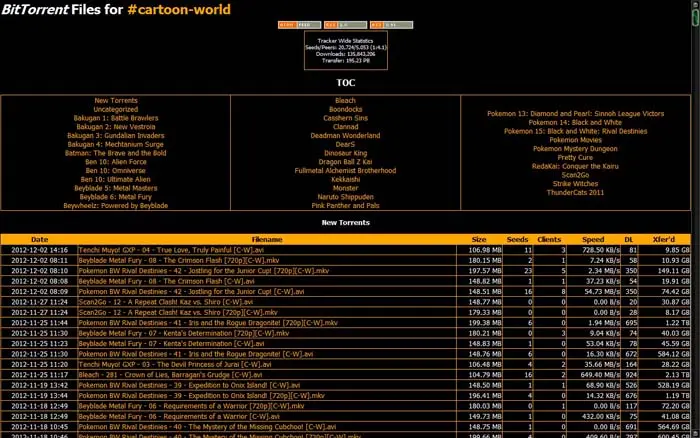 BitTorrent Files for #cartoon-world
Tracker Wide Statistics
Seeds/Peers: 20,724/5,053 (1:4.1)
Downloads: 135,843,206
Transfer: 195.23 PB
TOC
New Torrents
Uncategorized
Bakugan 1: Battle Brawlers
Bakugan 2: New Vestroia
Bakugan 3: Gundalian Invaders
Bakugan 4: Mechtanium Surge
Batman: The Brave and the Bold
Ben 10: Alien Force
Ben 10: Omniverse
Ben 10: Ultimate Alien
Beyblade 5: Metal Masters
Beyblade 6: Metal Fury
Beywheelz: Powered by Beyblade
Bleach
Boondocks
Casshern Sins
Clannad
Deadman Wonderland
DearS
Dinosaur King
Dragon Ball Z Kai
Fullmetal Alchemist Brotherhood
Kekkaishi
Monster
Naruto Shippuden
Pink Panther and Pals
Pokemon 13: Diamond and Pearl: Sinnoh League Victors
Pokemon 14: Black and White
Pokemon 15: Black and White: Rival Destinies
Pokemon Movies
Pokemon Mystery Dungeon
Pretty Cure
RedaKai: Conquer the Kairu
Scan2Go
Strike Witches
ThunderCats 2011
New Torrents
Date Filename Size Seeds Clients Speed DL Xfer'd
2012-12-02 14:16 Tenchi Muyo! GXP - 04 - True Love, Truly Painful [C-W].avi 106.98 MB 11 3 728.50 KB/s 81 9.85 GB
2012-12-02 08:11 Beyblade Metal Fury - 08 - The Crimson Flash [720p][C-W].mkv 180.15 MB 2 1 7.24 KB/s 58 10.93 GB
2012-12-02 08:10 Pokemon BW Rival Destinies - 42 - Jostling for the Junior Cup! [720p][C-W].mkv 197.57 MB 23 5 2.34 MB/s 350 149.11 GB
2012-12-02 08:08 Beyblade Metal Fury - 08 - The Crimson Flash [C-W].avi 148.82 MB 1 1 37.23 KB/s 54 19.91 GB
2012-12-02 08:09 Pokemon BW Rival Destinies - 42 - Jostling for the Junior Cup! [C-W].avi 148.51 MB 16 8 54.73 MB/s 350 74.42 GB
2012-11-27 11:24 Scan2Go - 12 - A Repeat Clash! Kaz vs. Shiro [C-W].avi 148.77 MB 0 0 0.00 B/s 20 30.87 GB
2012-11-27 11:24 Scan2Go - 12 - A Repeat Clash! Kaz vs. Shiro [720p][C-W].mkv 179.33 MB 0 0 0.00 B/s 28 8.17 GB
2012-11-25 11:44 Pokemon BW Rival Destinies - 41 - Iris and the Rogue Dragonite! [720p][C-W].mkv 199.38 MB 6 0 1.94 MB/s 695 1.22 TB
2012-11-25 11:30 Beyblade Metal Fury - 07 - Kenta's Determination [720p][C-W].mkv 180.21 MB 3 0 9.04 MB/s 74 40.03 GB
2012-11-25 11:23 Beyblade Metal Fury - 07 - Kenta's Determination [C-W].avi 148.83 MB 1 0 53.04 KB/s 78 45.59 GB
2012-11-25 11:30 Pokemon BW Rival Destinies - 41 - Iris and the Rogue Dragonite! [C-W].avi 148.76 MB 6 0 16.30 KB/s 672 584.12 GB
2012-11-25 11:20 Tenchi Muyo! GXP - 03 - The Devil Princess of Jurai [C-W].avi 106.48 MB 4 2 35.66 MB/s 164 28.22 GB
2012-11-25 11:17 Bleach - 281 - Crown of Lies, Barragan's Grudge [C-W].avi 104.79 MB 16 2 649.40 MB/s 924 2.13 TB
2012-11-19 13:42 Pokemon BW Rival Destinies - 39 - Expedition to Onix Island! [C-W].avi 148.50 MB 1 1 68.90 MB/s 526 528.19 GB
2012-11-19 13:44 Pokemon BW Rival Destinies - 39 - Expedition to Onix Island! [720p][C-W].mkv 196.41 MB 4 0 14.32 MB/s 676 1.19 TB
2012-11-18 12:49 Beyblade Metal Fury - 06 - Requirements of a Warrior [720p][C-W].mkv 180.03 MB 1 0 0.00 B/s 117 72.20 GB
2012-11-18 12:49 Beyblade Metal Fury - 06 - Requirements of a Warrior [C-W].avi 149.73 MB 0 0 432.00 KB/s 75 41.08 GB
2012-11-18 10:45 Pokemon BW Rival Destinies - 40 - The Mystery of the Missing Cubchoo! [C-W].avi 148.75 MB 1 0 0.00 B/s 691 564.69 GB